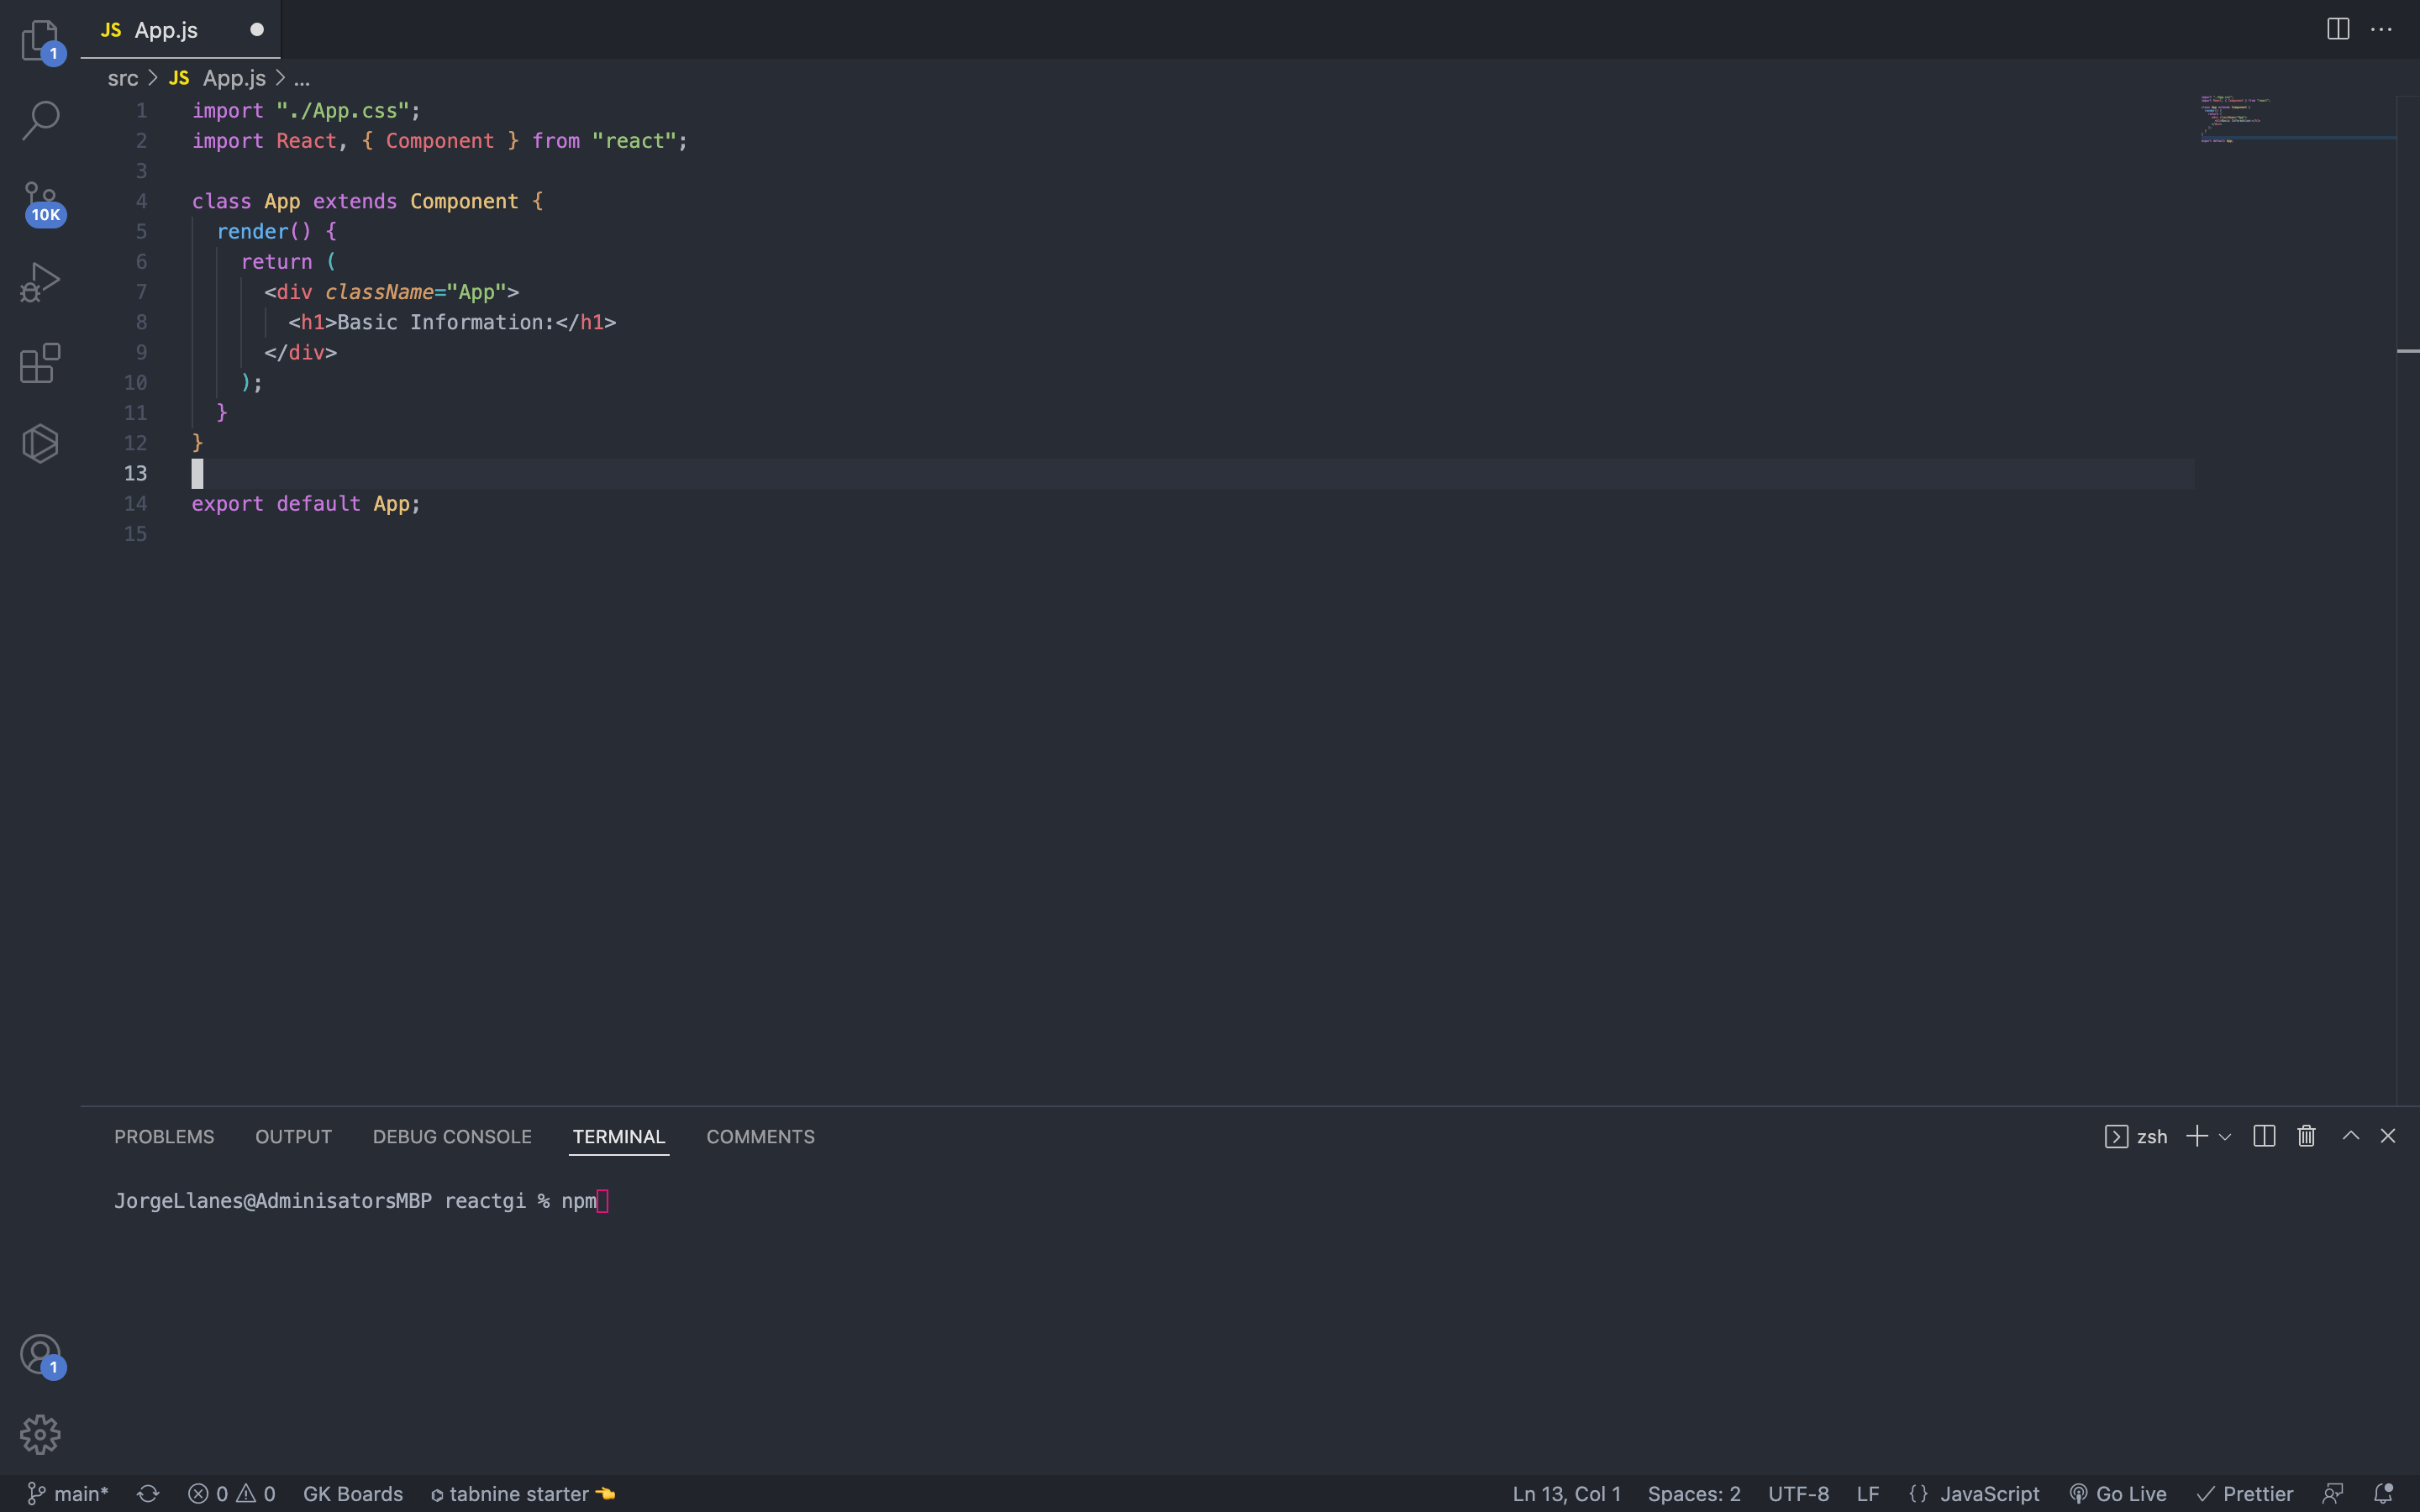 JS App.js
1
src > JS App.js > ...
1 import "./App.css";
2 import React, { Component } from "react";
3
4 class App extends Component {
5 render() {
6 return (
7 <div className="App">
8 <h1>Basic Information:</h1>
9 </div>
10 );
11 }
12 }
13
14 export default App;
15
10K
PROBLEMS OUTPUT DEBUG CONSOLE TERMINAL COMMENTS zsh
JorgeLlanes@AdminisatorsMBP reactgi % npm
1
main* 0 0 GK Boards tabnine starter 👈 Ln 13, Col 1 Spaces: 2 UTF-8 LF {} JavaScript Go Live Prettier